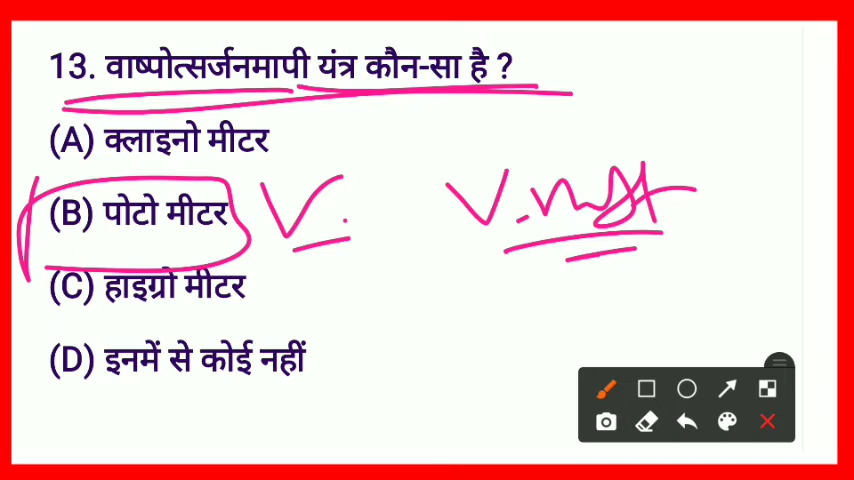 13. वाष्पोत्सर्जनमापी यंत्र कौन-सा है ?
(A) क्लाइनो मीटर
(B) पोटो मीटर
(C) हाइग्रो मीटर
(D) इनमें से कोई नहीं